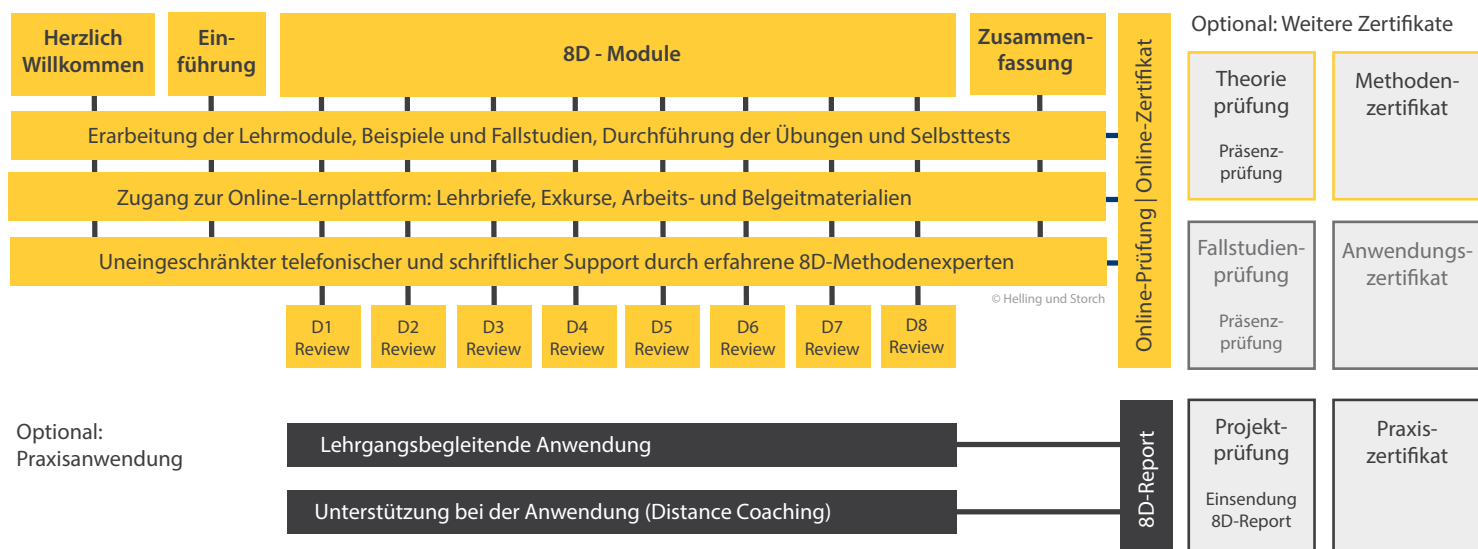 Herzlich
Willkommen
Ein-
führung
8D - Module
Zusammen-
fassung
Erarbeitung der Lehrmodule, Beispiele und Fallstudien, Durchführung der Übungen und Selbsttests
Zugang zur Online-Lernplattform: Lehrbriefe, Exkurse, Arbeits- und Belgeitmaterialien
Uneingeschränkter telefonischer und schriftlicher Support durch erfahrene 8D-Methodenexperten
© Helling und Storch
D1
Review
D2
Review
D3
Review
D4
Review
D5
Review
D6
Review
D7
Review
D8
Review
Online-Prüfung | Online-Zertifikat
Optional: Weitere Zertifikate
Theorie
prüfung
Präsenz-
prüfung
Methoden-
zertifikat
Fallstudien-
prüfung
Präsenz-
prüfung
Anwendungs-
zertifikat
Optional:
Praxisanwendung
Lehrgangsbegleitende Anwendung
Unterstützung bei der Anwendung (Distance Coaching)
8D-Report
Projekt-
prüfung
Einsendung
8D-Report
Praxis-
zertifikat